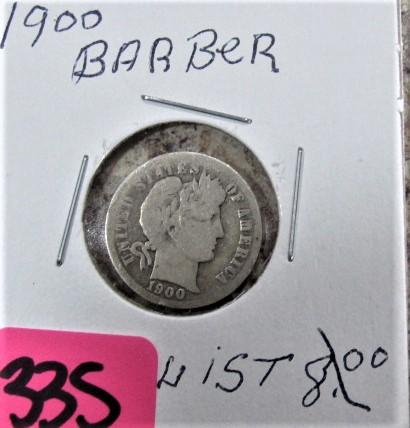 1900
BARBeR
UNITED STATES OF AMERICA
1900
335 LiST 8.00